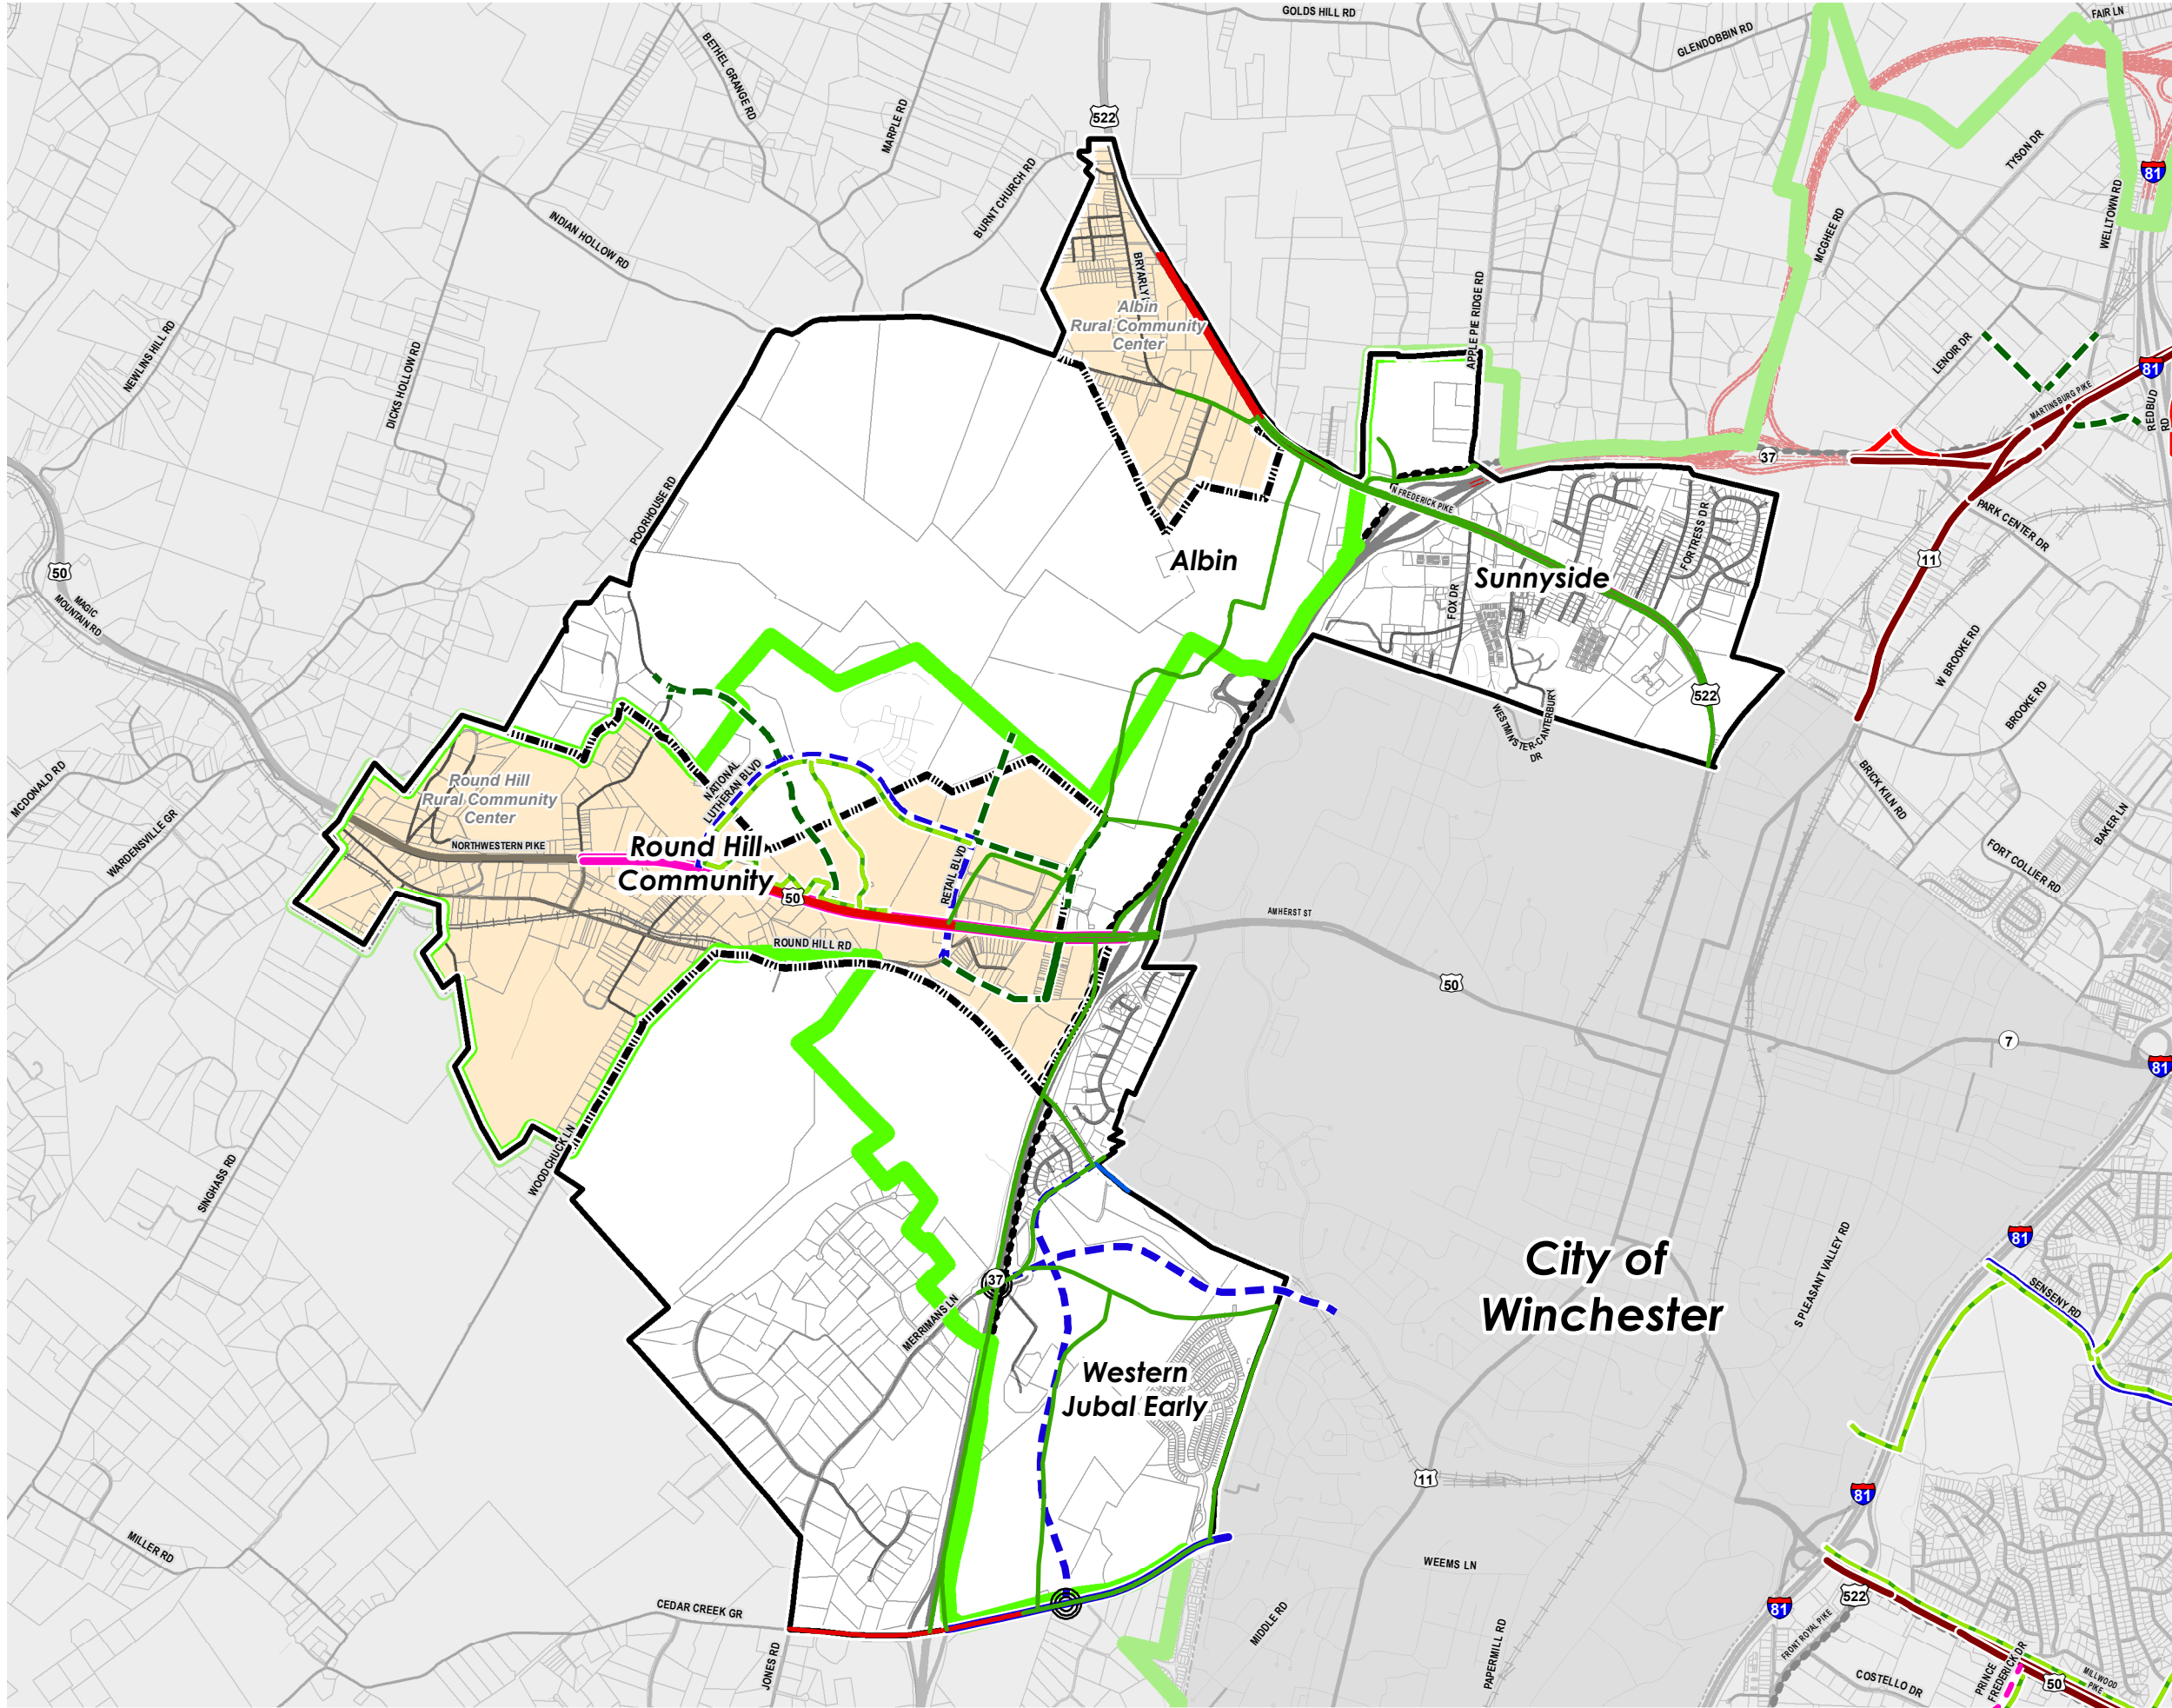 GOLDS HILL RD
FAIR LN
GLENDOBBIN RD
BETHEL GRANGE RD
MARPLE RD
522
BURNT CHURCH RD
TYSON DR
81
WELLTOWN RD
MCGHEE RD
INDIAN HOLLOW RD
BRYARLY
Albin
Rural Community
Center
APPLE PIE RIDGE RD
NEWLINS HILL RD
DICKS HOLLOW RD
LENOIR DR
81
MARTINSBURG PIKE
REDBUD
RD
37
POORHOUSE RD
N FREDERICK PIKE
FORTRESS DR
PARK CENTER DR
11
Albin
Sunnyside
FOX DR
50
MAGIC
MOUNTAIN RD
W BROOKE RD
BROOKE RD
522
WESTMINSTER-CANTERBURY
DR
MCDONALD RD
WARDENSVILLE GR
Round Hill
Rural Community
Center
NATIONAL
LUTHERAN BLVD
NORTHWESTERN PIKE
Round Hill
Community
50
RETAIL BLVD
BRICK KILN RD
BAKER LN
FORT COLLIER RD
AMHERST ST
ROUND HILL RD
50
7
81
WOODCHUCK LN
SINGHASS RD
City of
Winchester
S PLEASANT VALLEY RD
81
SENSENY RD
37
MERRIMANS LN
Western
Jubal Early
11
81
MILLER RD
WEEMS LN
CEDAR CREEK GR
JONES RD
MIDDLE RD
PAPERMILL RD
81
522
FRONT ROYAL PIKE
COSTELLO DR
PRINCE
FREDERICK DR
50
MILLWOOD
PIKE